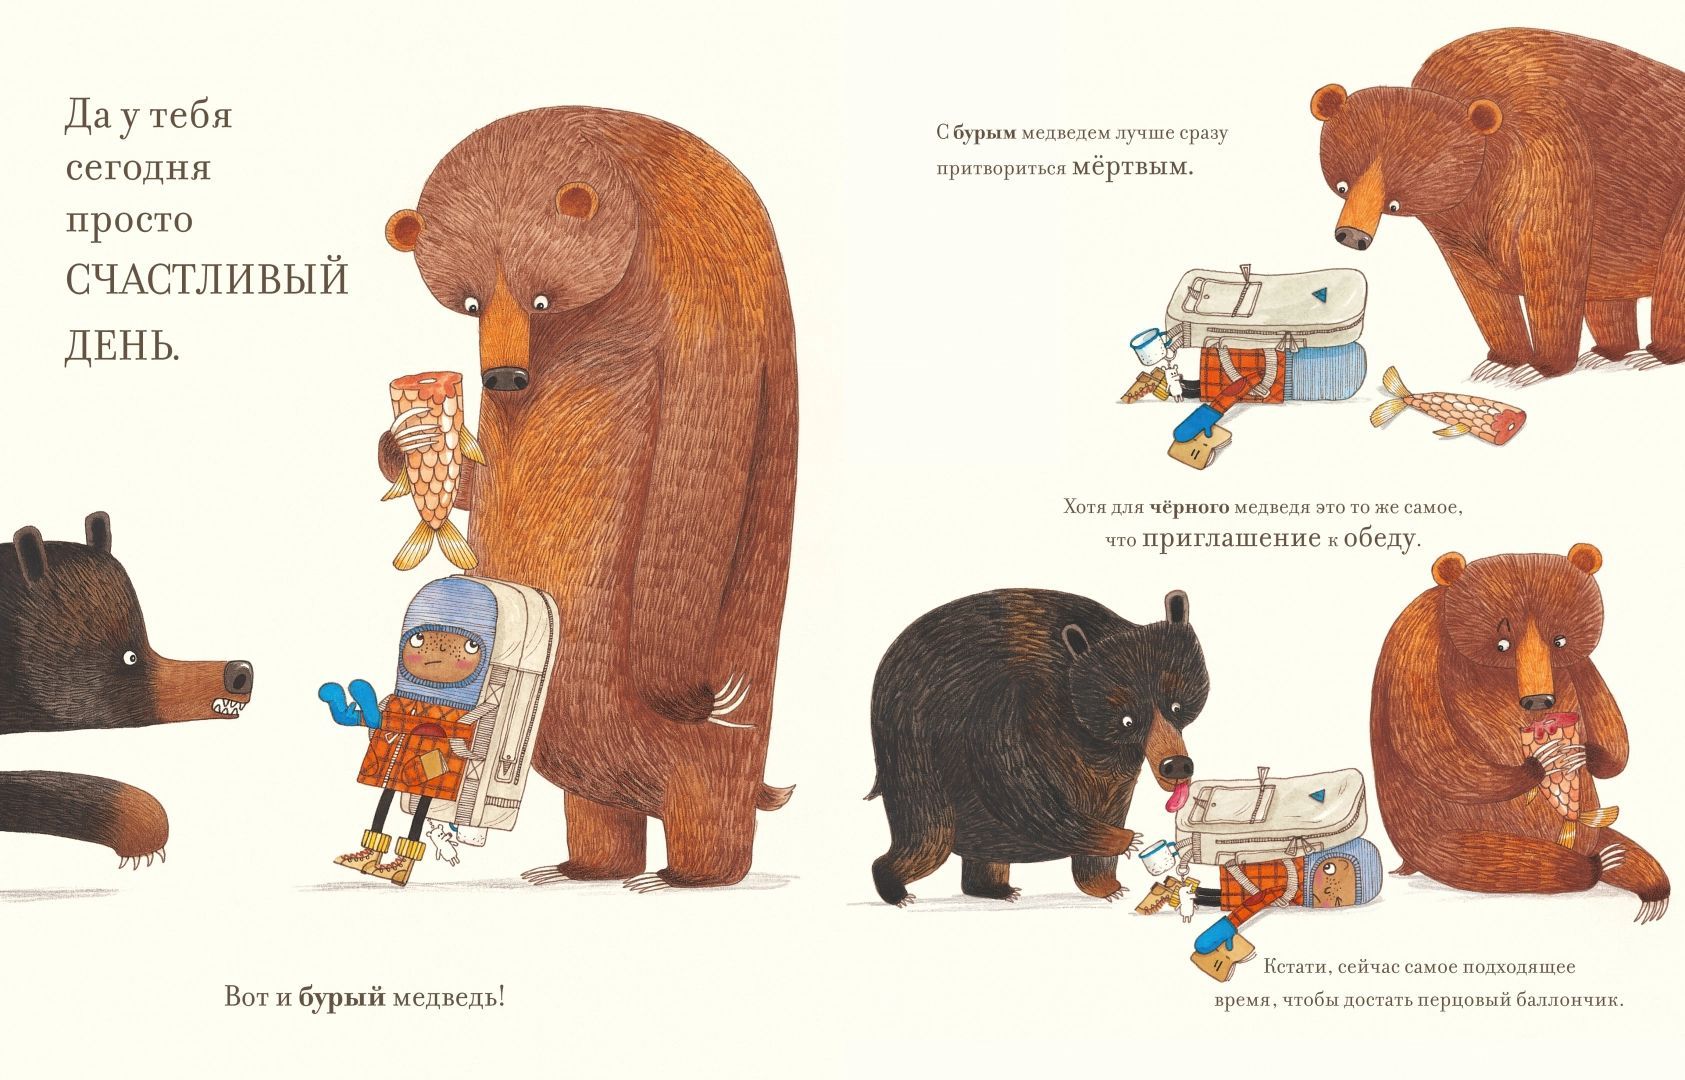 Да у тебя
сегодня
просто
СЧАСТЛИВЫЙ
ДЕНЬ.
Вот и бурый медведь!
С бурым медведем лучше сразу
притвориться мёртвым.
Хотя для чёрного медведя это то же самое,
что приглашение к обеду.
Кстати, сейчас самое подходящее
время, чтобы достать перцовый баллончик.